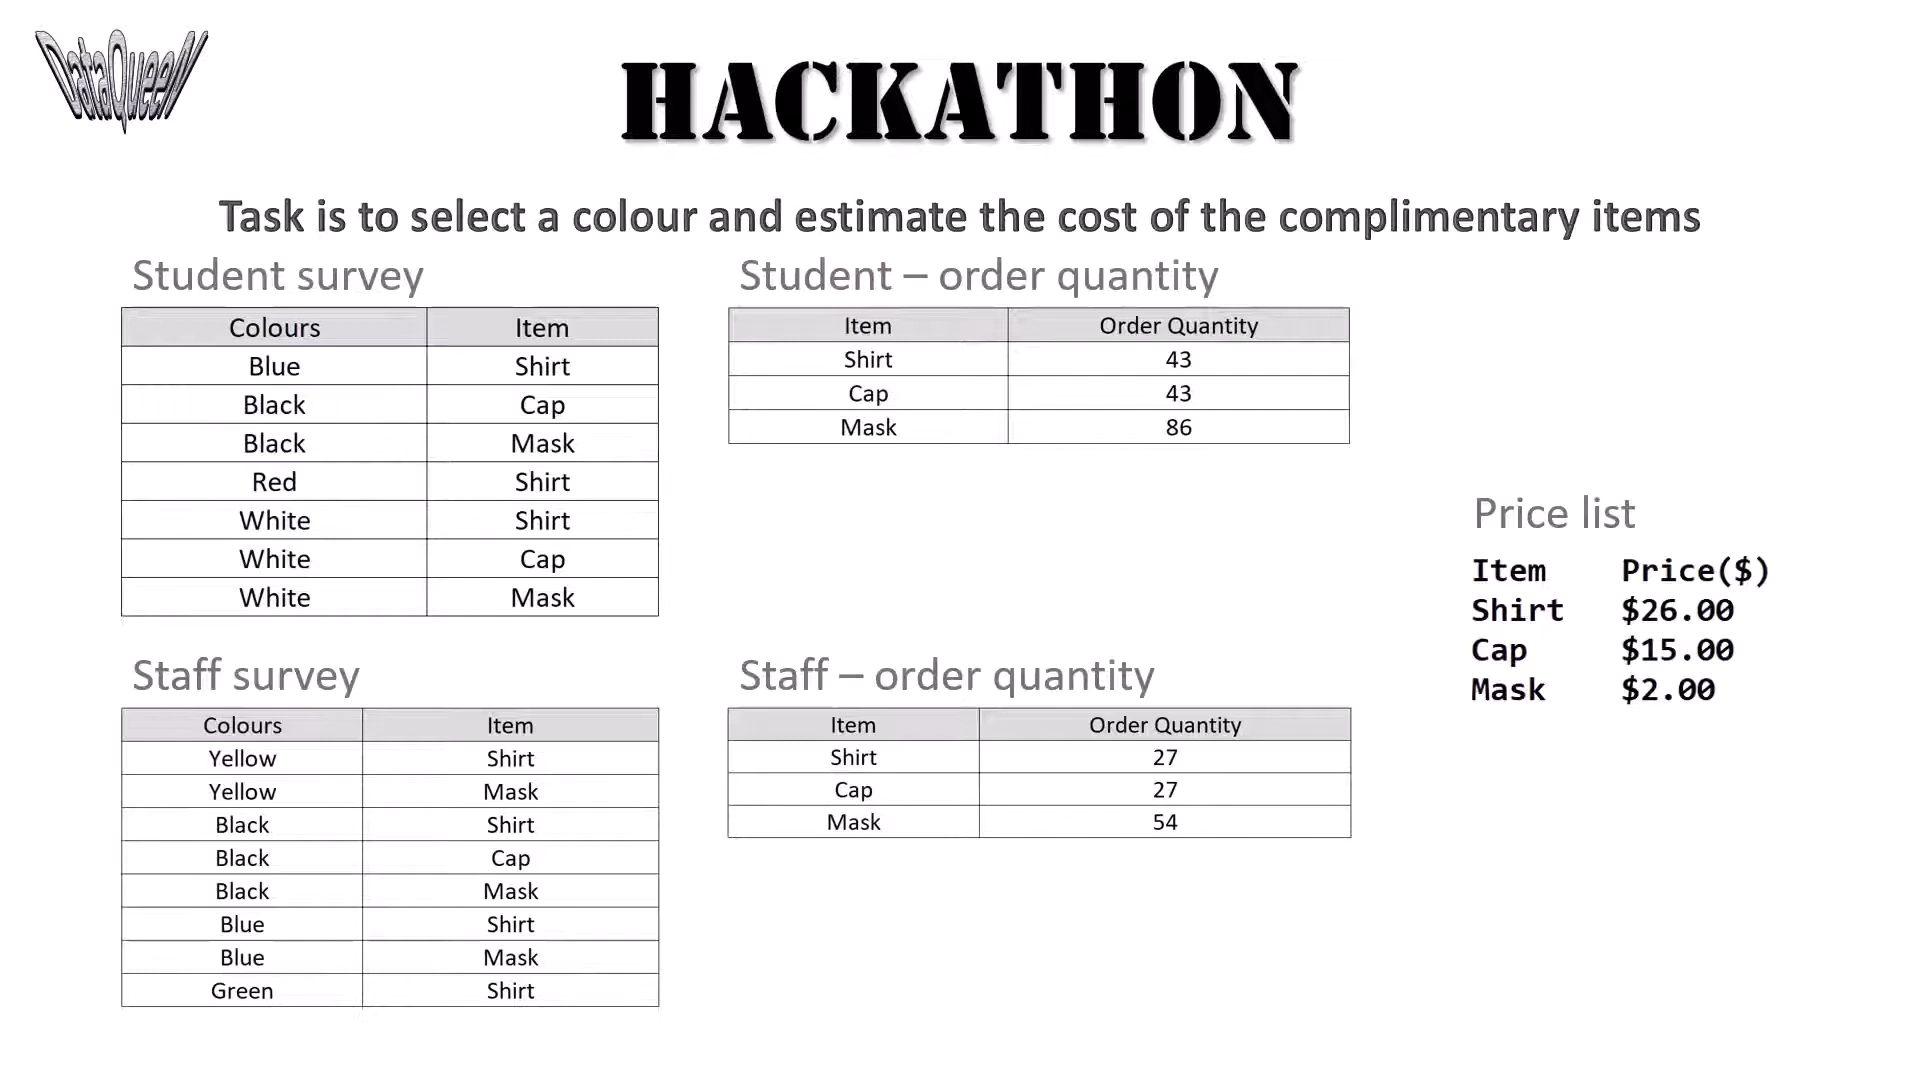 DataQueeN
HACKATHON
Task is to select a colour and estimate the cost of the complimentary items
Student survey
Colours Item
Blue Shirt
Black Cap
Black Mask
Red Shirt
White Shirt
White Cap
White Mask
Student – order quantity
Item Order Quantity
Shirt 43
Cap 43
Mask 86
Staff survey
Colours Item
Yellow Shirt
Yellow Mask
Black Shirt
Black Cap
Black Mask
Blue Shirt
Blue Mask
Green Shirt
Staff – order quantity
Item Order Quantity
Shirt 27
Cap 27
Mask 54
Price list
Item Price($)
Shirt $26.00
Cap $15.00
Mask $2.00